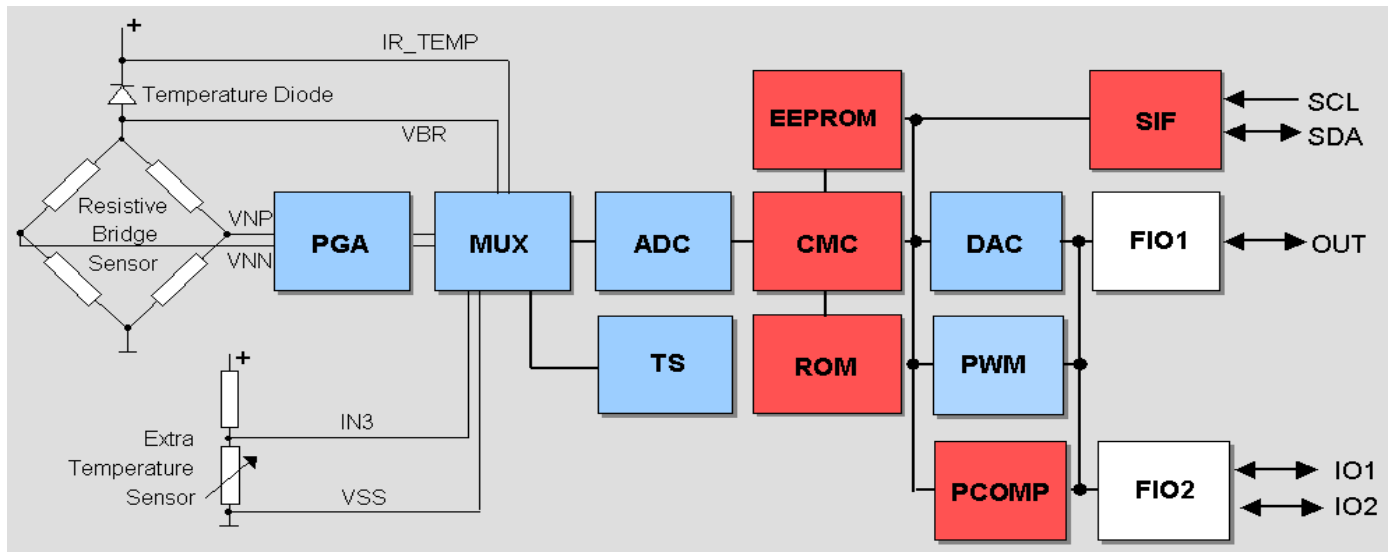 +
IR_TEMP
Temperature Diode
VBR
EEPROM
SIF
SCL
SDA
Resistive
Bridge
Sensor
VNP
VNN
PGA
MUX
ADC
CMC
DAC
FIO1
OUT
TS
ROM
PWM
+
IN3
Extra
Temperature
Sensor
VSS
PCOMP
FIO2
IO1
IO2